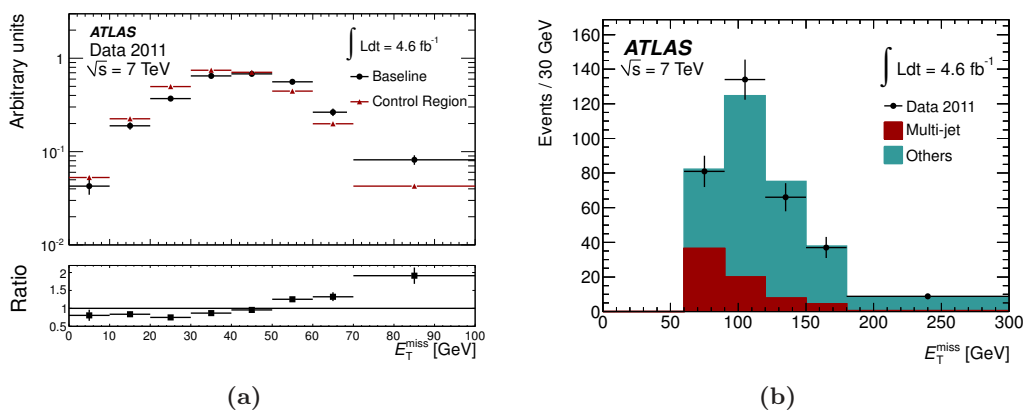 ATLAS
Data 2011
√s = 7 TeV
∫ Ldt = 4.6 fb⁻¹
Baseline
Control Region
Arbitrary units
1
10⁻¹
10⁻²
Ratio
2
1.5
1
0.5
0 10 20 30 40 50 60 70 80 90 100
E_T^miss [GeV]
(a)
ATLAS
√s = 7 TeV
∫ Ldt = 4.6 fb⁻¹
Data 2011
Multi-jet
Others
Events / 30 GeV
160
140
120
100
80
60
40
20
0
0 50 100 150 200 250 300
E_T^miss [GeV]
(b)